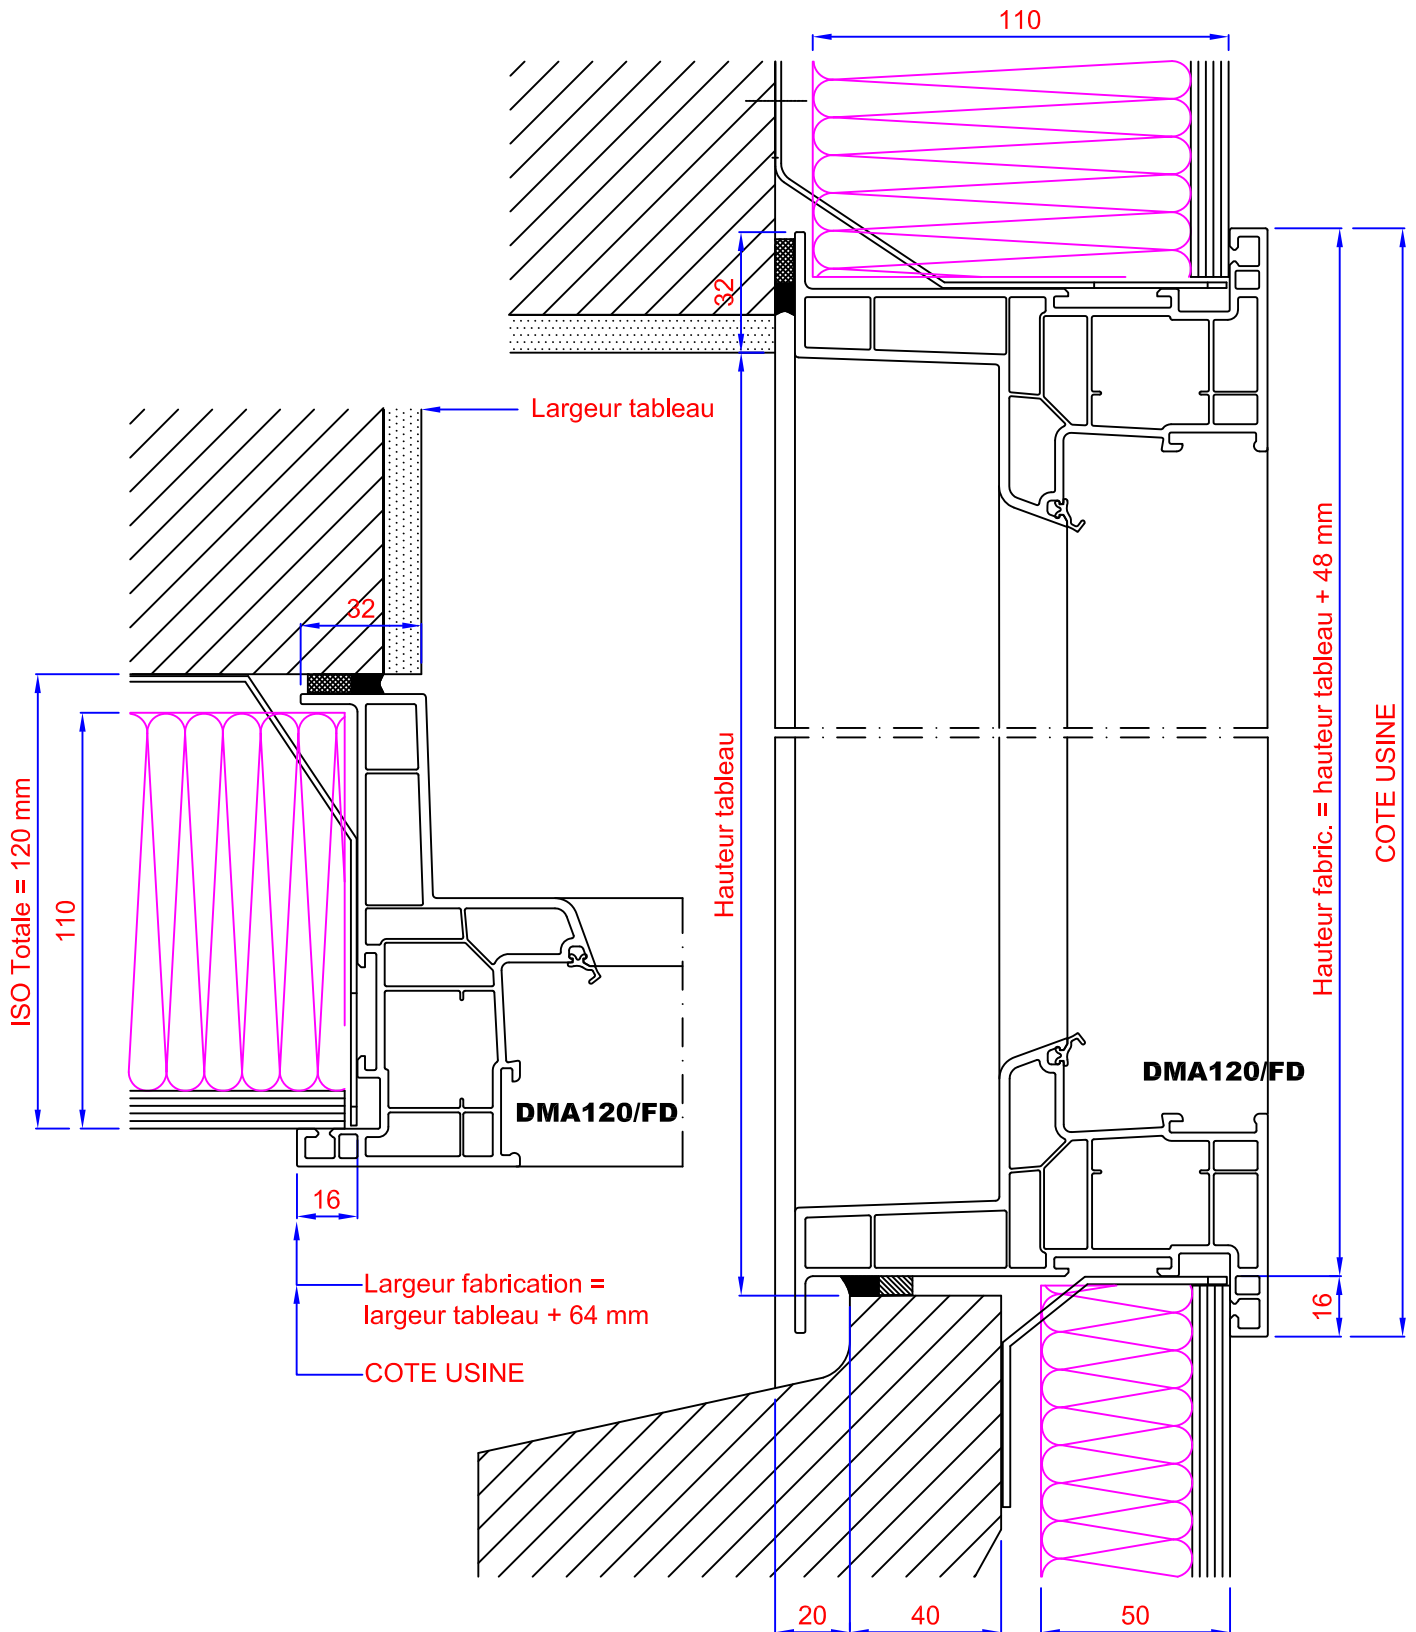 110
32
Largeur tableau
32
Hauteur tableau
Hauteur fabric. = hauteur tableau + 48 mm
COTE USINE
ISO Totale = 120 mm
110
DMA120/FD
DMA120/FD
16
Largeur fabrication =
largeur tableau + 64 mm
COTE USINE
16
20
40
50